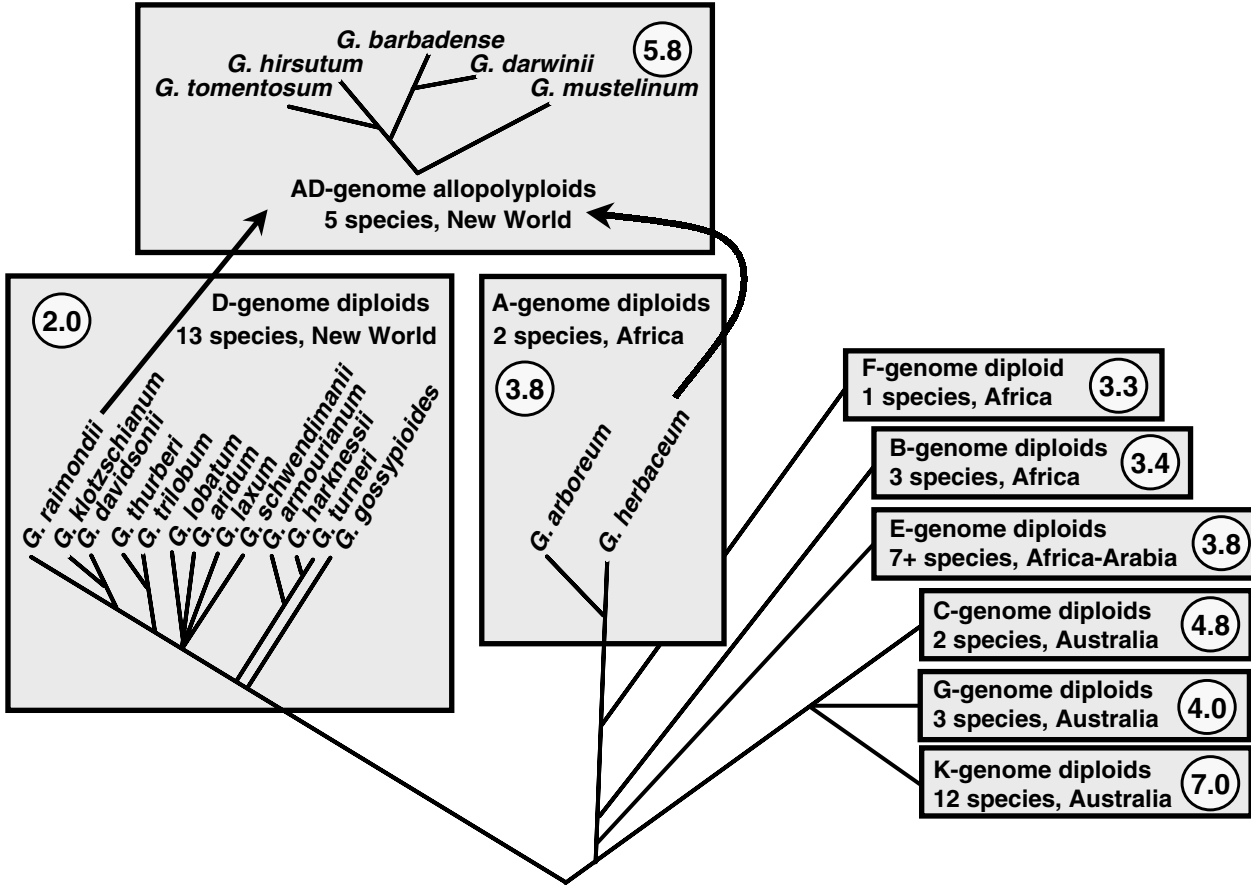 G. barbadense
5.8
G. hirsutum
G. darwinii
G. tomentosum
G. mustelinum
AD-genome allopolyploids
5 species, New World
2.0
D-genome diploids
13 species, New World
G. raimondii
G. klotzschianum
G. davidsonii
G. thurberi
G. trilobum
G. lobatum
G. aridum
G. laxum
G. schwendimanii
G. armourianum
G. harknessii
G. turneri
G. gossypioides
A-genome diploids
2 species, Africa
3.8
G. arboreum
G. herbaceum
F-genome diploid
1 species, Africa
3.3
B-genome diploids
3 species, Africa
3.4
E-genome diploids
7+ species, Africa-Arabia
3.8
C-genome diploids
2 species, Australia
4.8
G-genome diploids
3 species, Australia
4.0
K-genome diploids
12 species, Australia
7.0